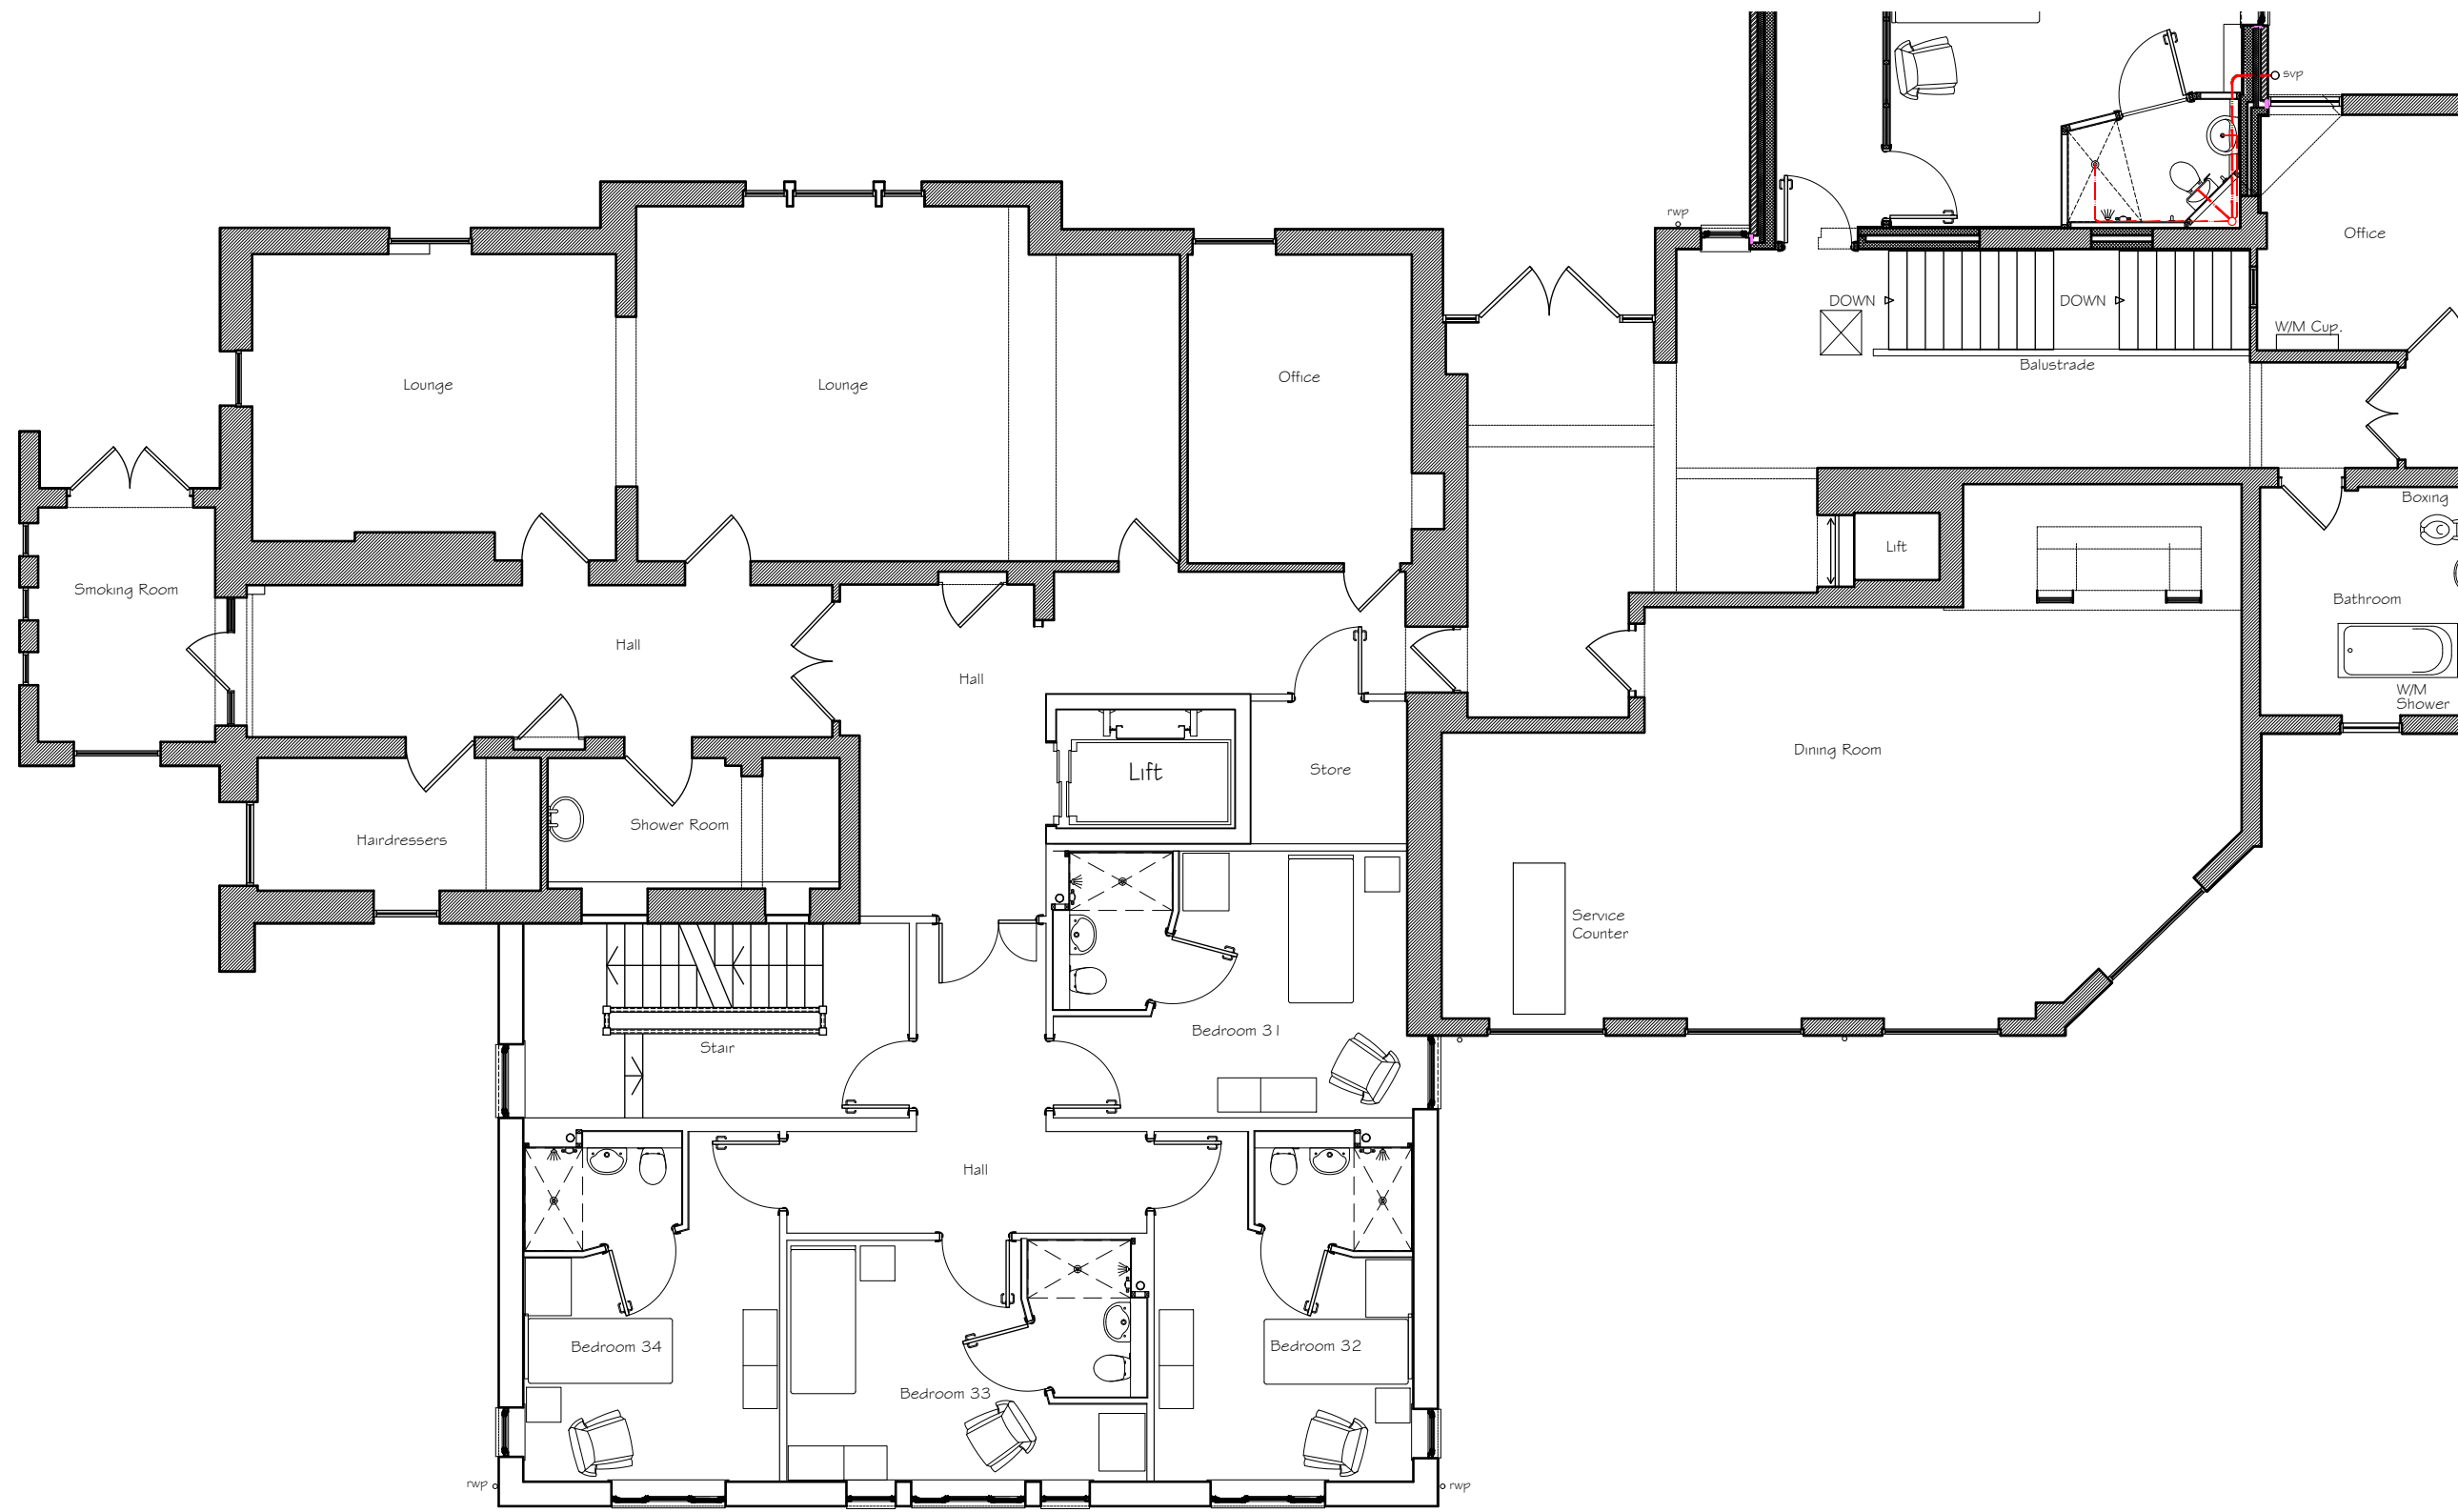 svp
rwp
Office
DOWN
DOWN
W/M Cup.
Balustrade
Lounge
Lounge
Office
Boxing
C
Lift
Smoking Room
Bathroom
Hall
Hall
W/M
Shower
Dining Room
Lift
Store
Shower Room
Hairdressers
Service
Counter
Bedroom 31
Stair
Hall
Bedroom 34
Bedroom 32
Bedroom 33
rwp
rwp